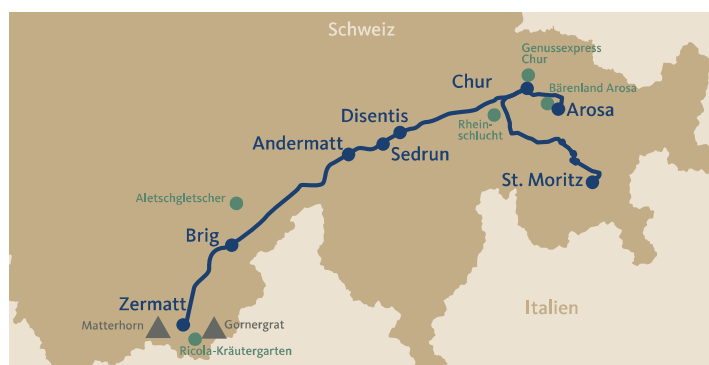 Schweiz
Genussexpress
Chur
Chur
Bärenland Arosa
Arosa
Disentis
Rhein-
schlucht
Andermatt
Sedrun
St. Moritz
Aletschgletscher
Brig
Zermatt
Italien
Matterhorn
Gornergrat
Ricola-Kräutergarten